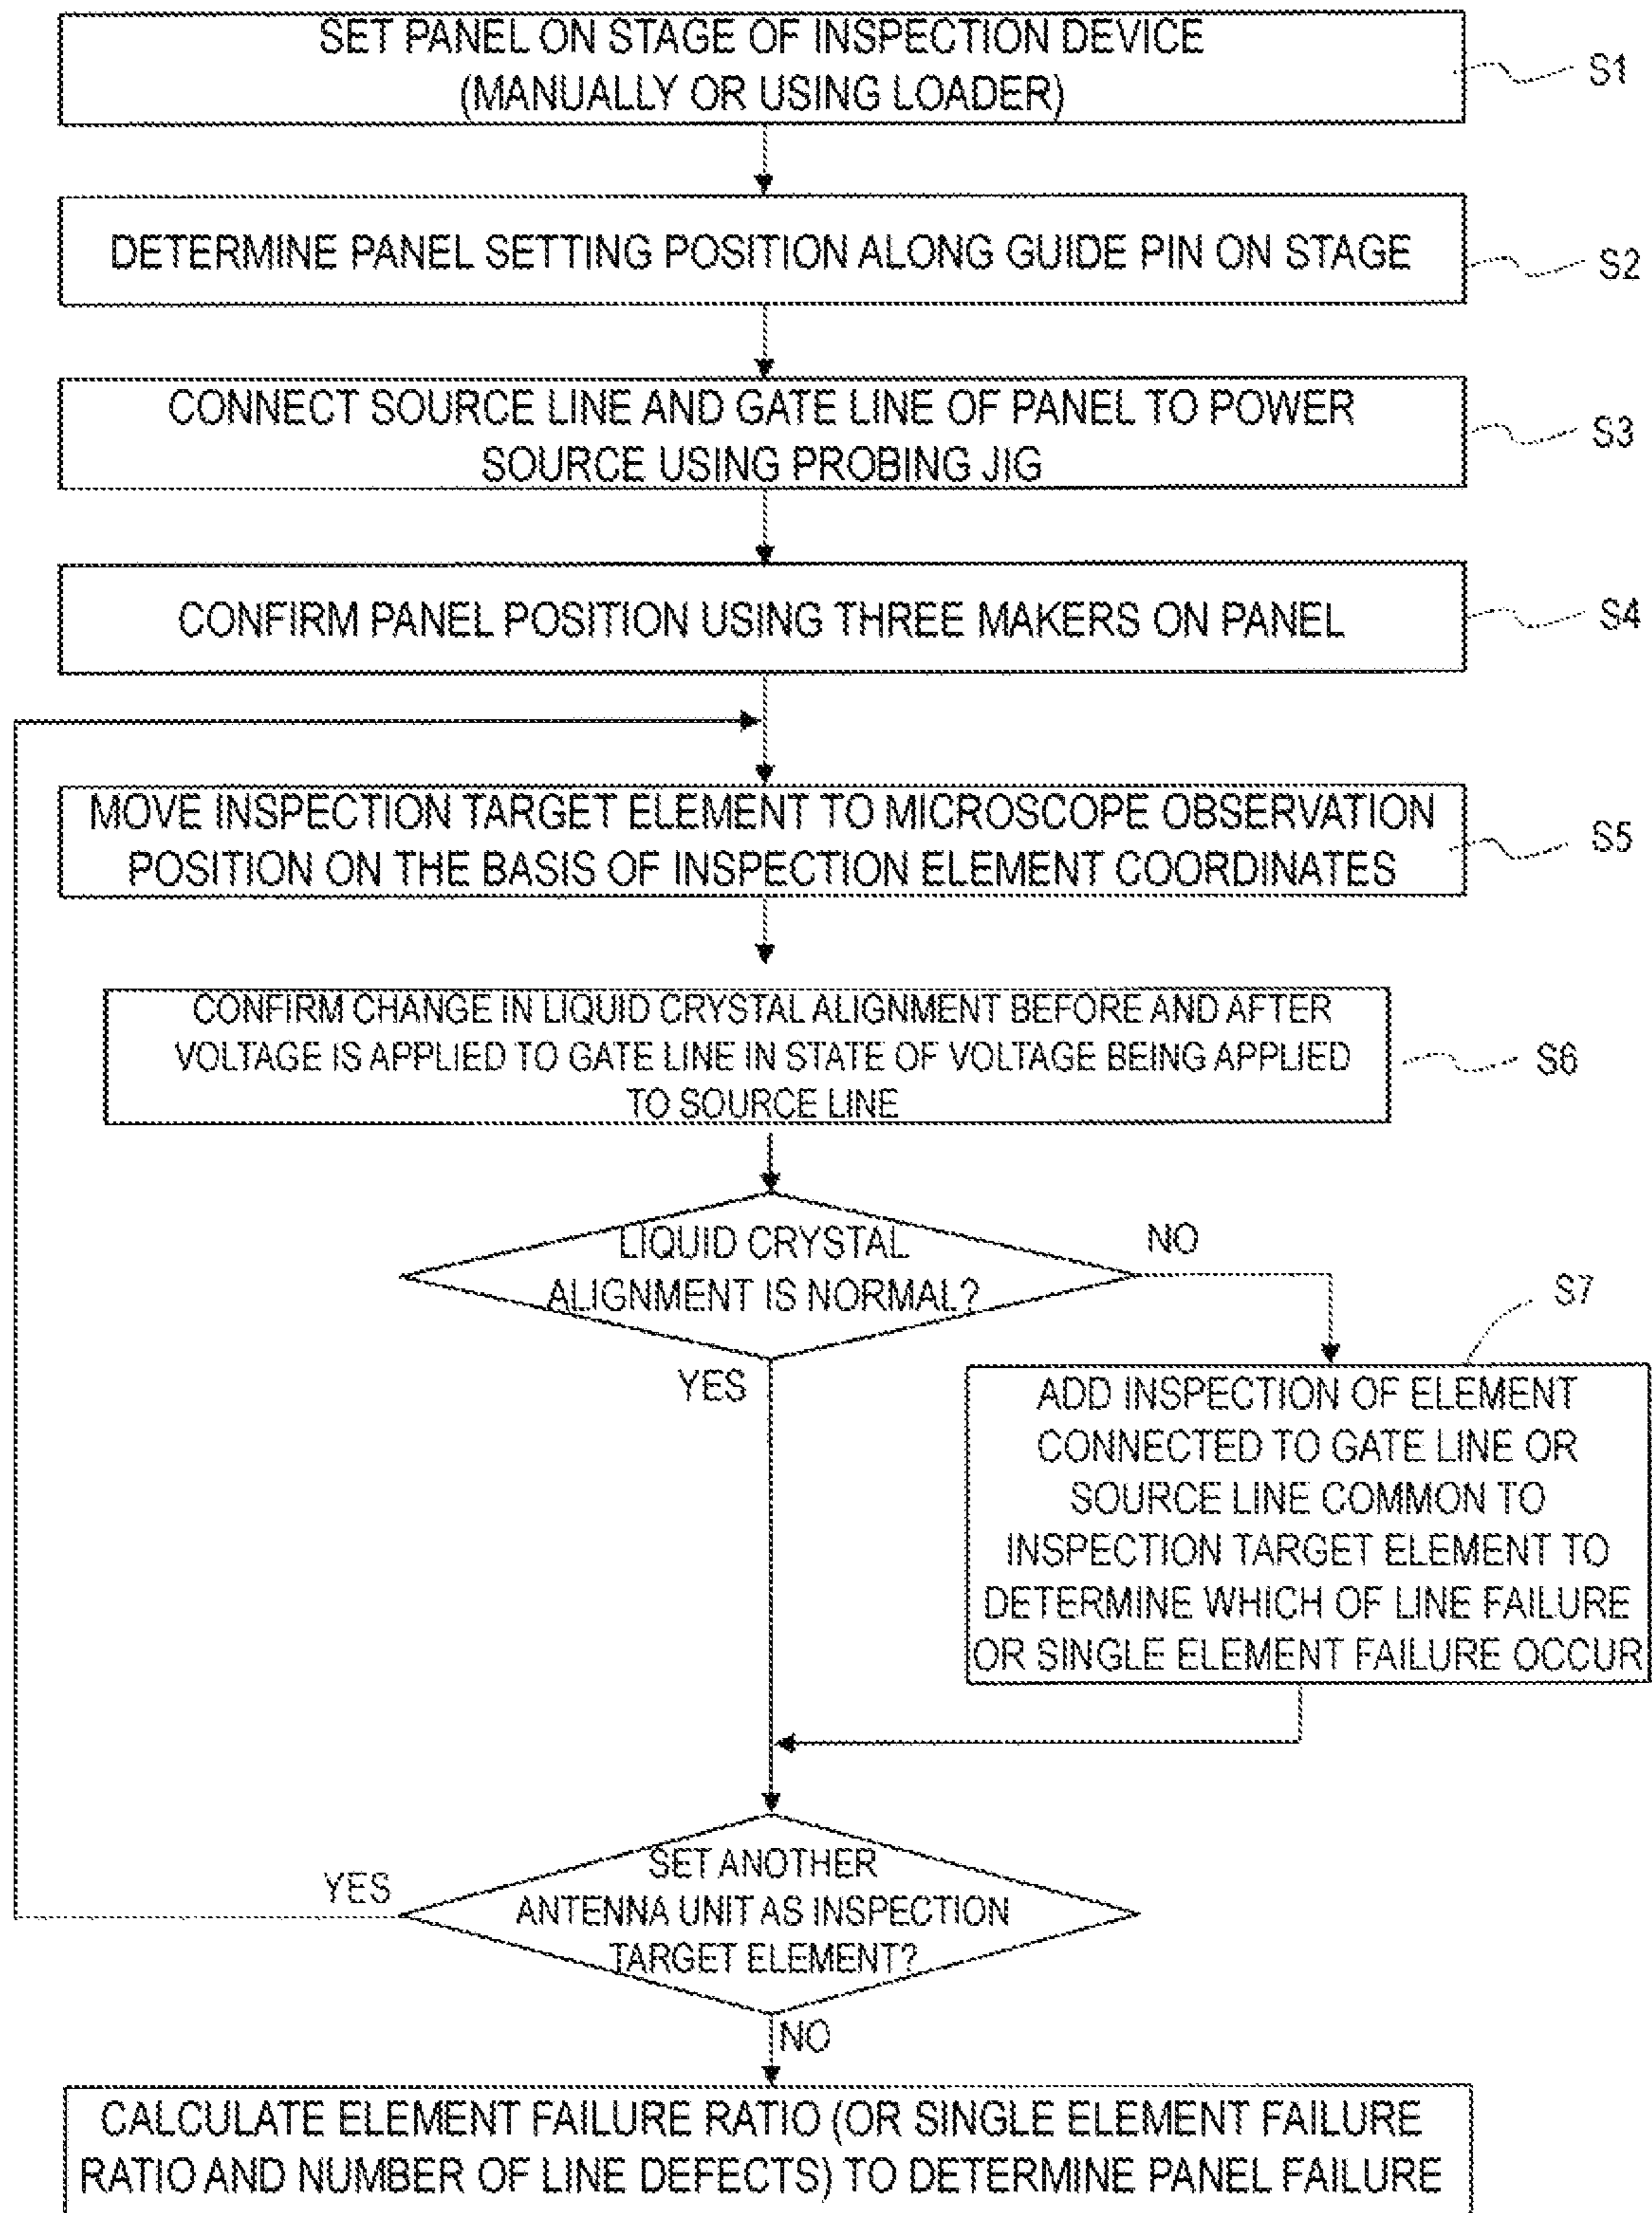 SET PANEL ON STAGE OF INSPECTION DEVICE
(MANUALLY OR USING LOADER)
S1
DETERMINE PANEL SETTING POSITION ALONG GUIDE PIN ON STAGE
S2
CONNECT SOURCE LINE AND GATE LINE OF PANEL TO POWER
SOURCE USING PROBING JIG
S3
CONFIRM PANEL POSITION USING THREE MAKERS ON PANEL
S4
MOVE INSPECTION TARGET ELEMENT TO MICROSCOPE OBSERVATION
POSITION ON THE BASIS OF INSPECTION ELEMENT COORDINATES
S5
CONFIRM CHANGE IN LIQUID CRYSTAL ALIGNMENT BEFORE AND AFTER
VOLTAGE IS APPLIED TO GATE LINE IN STATE OF VOLTAGE BEING APPLIED
TO SOURCE LINE
S6
LIQUID CRYSTAL
ALIGNMENT IS NORMAL?
NO
YES
S7
ADD INSPECTION OF ELEMENT
CONNECTED TO GATE LINE OR
SOURCE LINE COMMON TO
INSPECTION TARGET ELEMENT TO
DETERMINE WHICH OF LINE FAILURE
OR SINGLE ELEMENT FAILURE OCCUR
SET ANOTHER
ANTENNA UNIT AS INSPECTION
TARGET ELEMENT?
YES
NO
CALCULATE ELEMENT FAILURE RATIO (OR SINGLE ELEMENT FAILURE
RATIO AND NUMBER OF LINE DEFECTS) TO DETERMINE PANEL FAILURE